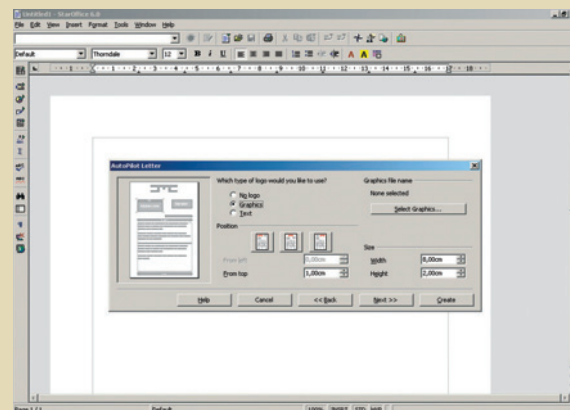 Untitled1 - StarOffice 6.0
File Edit View Insert Format Tools Window Help
Default Thorndale 12 B i U A A
AutoPilot Letter
Which type of logo would you like to use?
No logo
Graphics
Text
Graphics file name
None selected
Select Graphics...
Position
From left 0,00cm
From top 1,00cm
Size
Width 8,00cm
Height 2,00cm
Help Cancel << Back Next >> Create
Page 1 / 1 Default 100% INSRT STD HYP